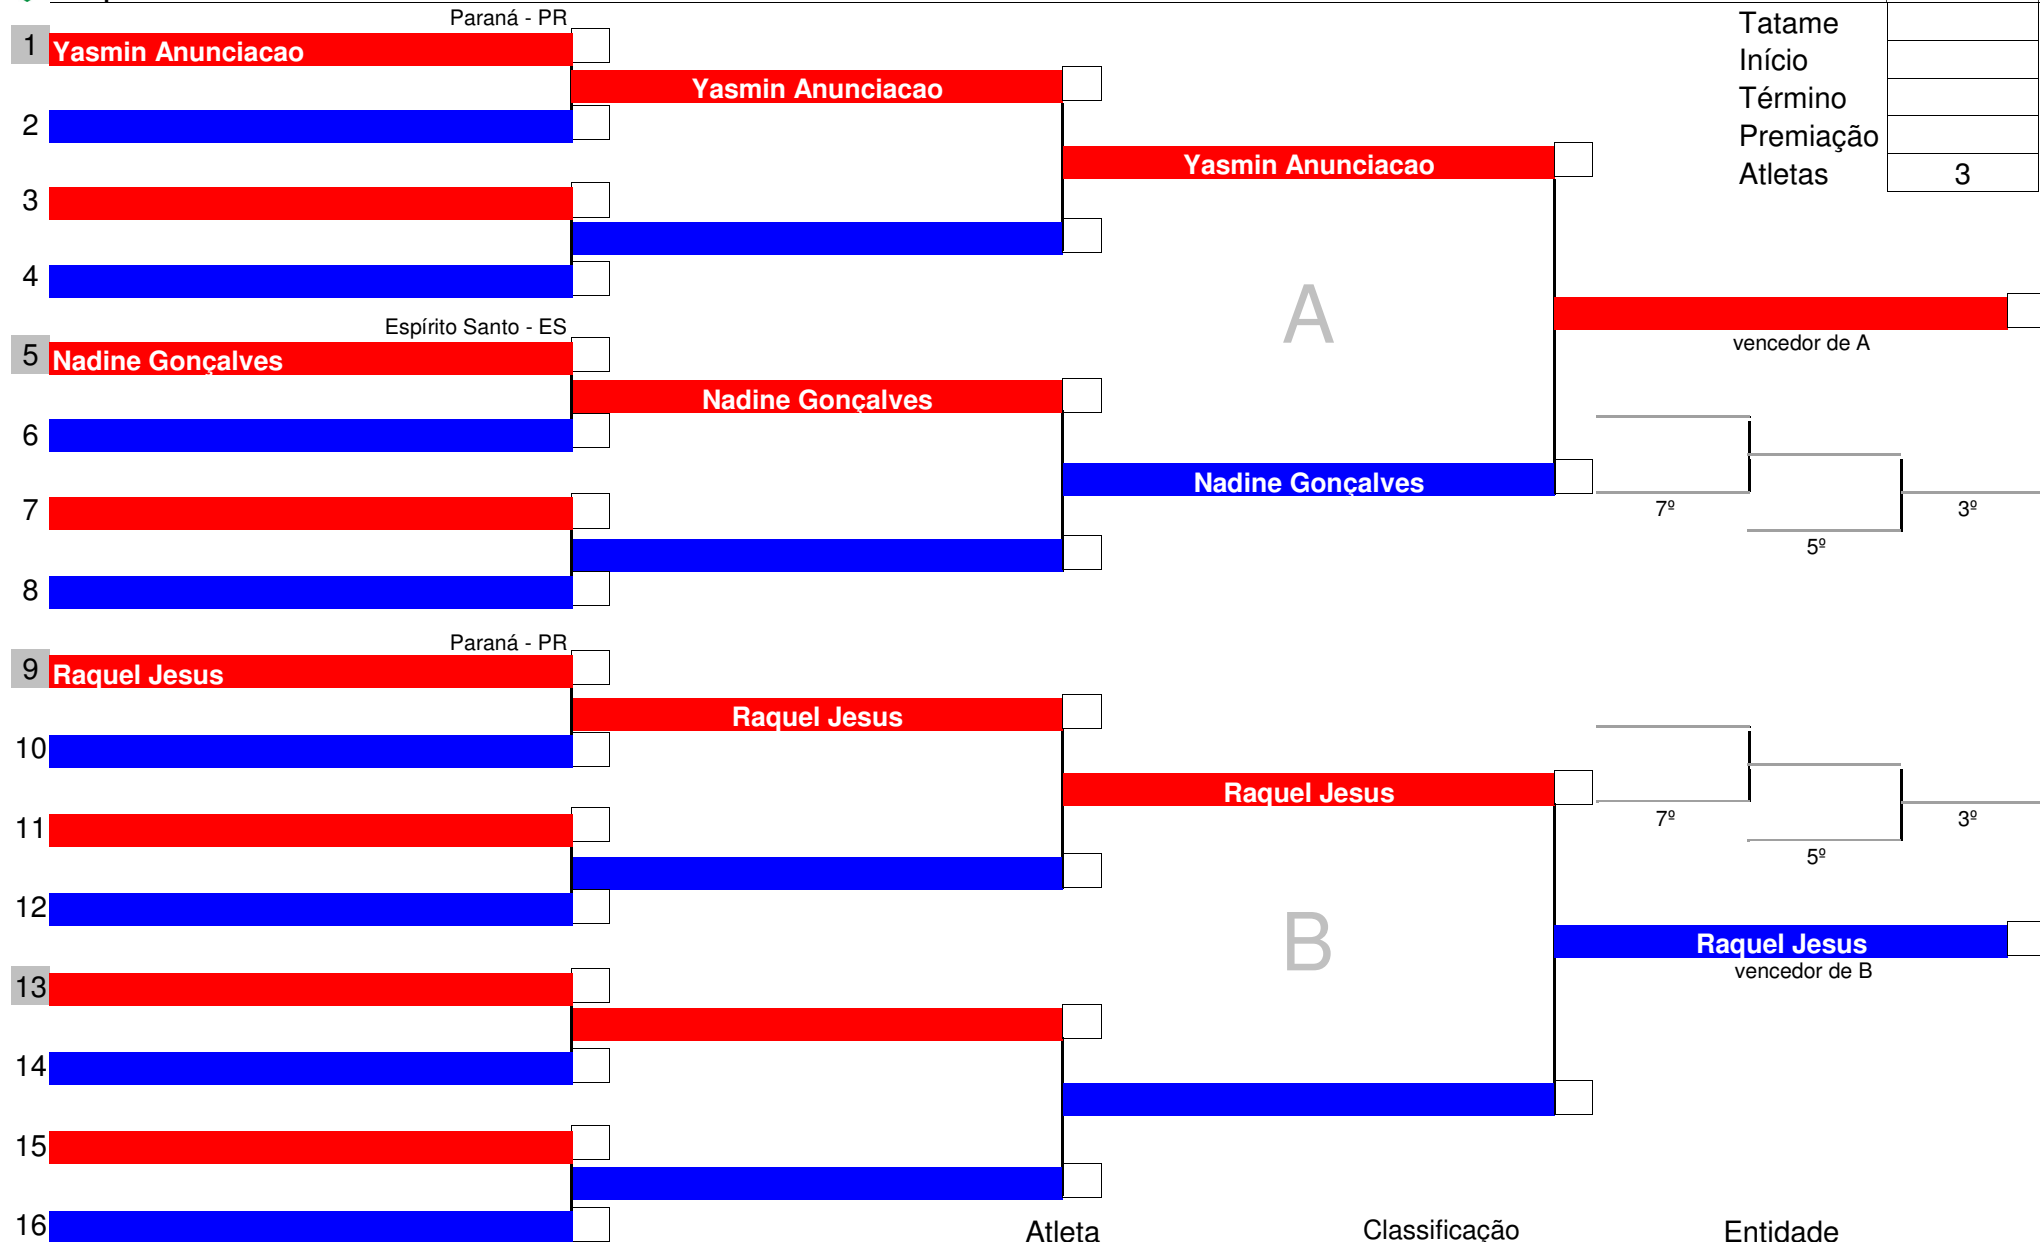 Paraná - PR
1 Yasmin Anunciacao
Yasmin Anunciacao
2
Yasmin Anunciacao
3
4
Tatame
Início
Término
Premiação
Atletas 3
A
vencedor de A
Espírito Santo - ES
5 Nadine Gonçalves
Nadine Gonçalves
6
Nadine Gonçalves
7
8
7º
5º
3º
Paraná - PR
9 Raquel Jesus
Raquel Jesus
10
Raquel Jesus
11
12
7º
5º
3º
B
Raquel Jesus
vencedor de B
13
14
15
16
Atleta Classificação Entidade